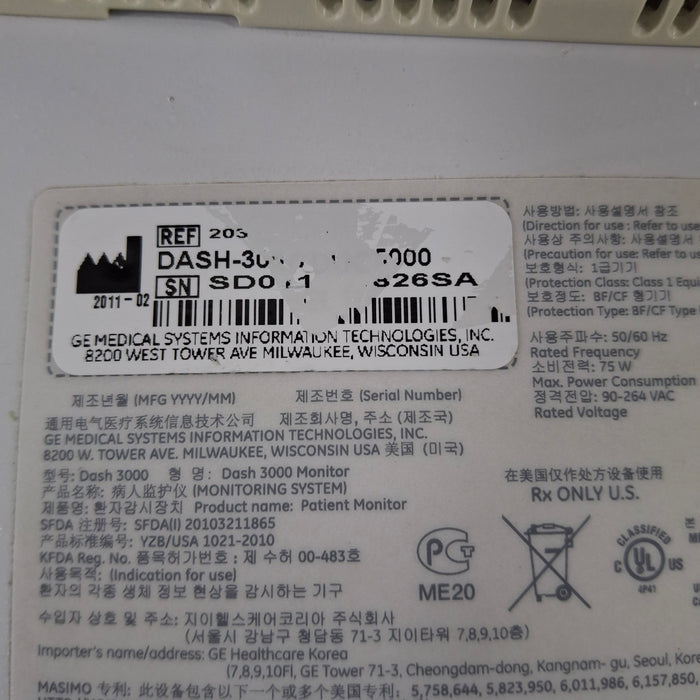 REF 203
2011-02
SN
GE MEDICAL SYSTEMS INFORMATION TECHNOLOGIES, INC.
8200 WEST TOWER AVE MILWAUKEE, WISCONSIN USA
제조년월 (MFG YYYY/MM) 제조번호 (Serial Number)
通用电气医疗系统信息技术公司 제조회사명, 주소 (제조국)
GE MEDICAL SYSTEMS INFORMATION TECHNOLOGIES, INC.
8200 W. TOWER AVE. MILWAUKEE, WISCONSIN USA 美国 (미국)
型号: Dash 3000 형 명: Dash 3000 Monitor
产品名称: 病人监护仪 (MONITORING SYSTEM)
제품명: 환자감시장치 Product name: Patient Monitor
SFDA 注册号: SFDA(I) 20103211865
产品标准编号: YZB/USA 1021-2010
KFDA Reg. No. 품목허가번호: 제 수허 00-483호
사용목적: (Indication for use)
환자의 각종 생체 정보 현상을 감시하는 기구
수입자 상호 및 주소: 지이헬스케어코리아 주식회사
(서울시 강남구 청담동 71-3 지이타워 7,8,9,10층)
Importer's name/address: GE Healthcare Korea
(7,8,9,10Fl, GE Tower 71-3, Cheongdam-dong, Kangnam-gu, Seoul,
MASIMO 专利: 此设备包含以下一个或多个美国专利: 5,758,644, 5,823,950, 6,011,986,
사용방법: 사용설명서 참조
(Direction for use: Refer to use
사용상 주의사항: 사용설명서
(Precaution for use: Refer to
보호형식: 1급기기
(Protection Class: Class 1
보호정도: BF/CF 형기기
(Protection Type: BF/CF Type
사용주파수: 50/60 Hz
Rated Frequency
소비전력: 75 W
Max. Power Consumption
정격전압: 90-264 VAC
Rated Voltage
在美国仅作处方设备使用
Rx ONLY U.S.
ME20
CLASSIFIED
C UL US
4P41